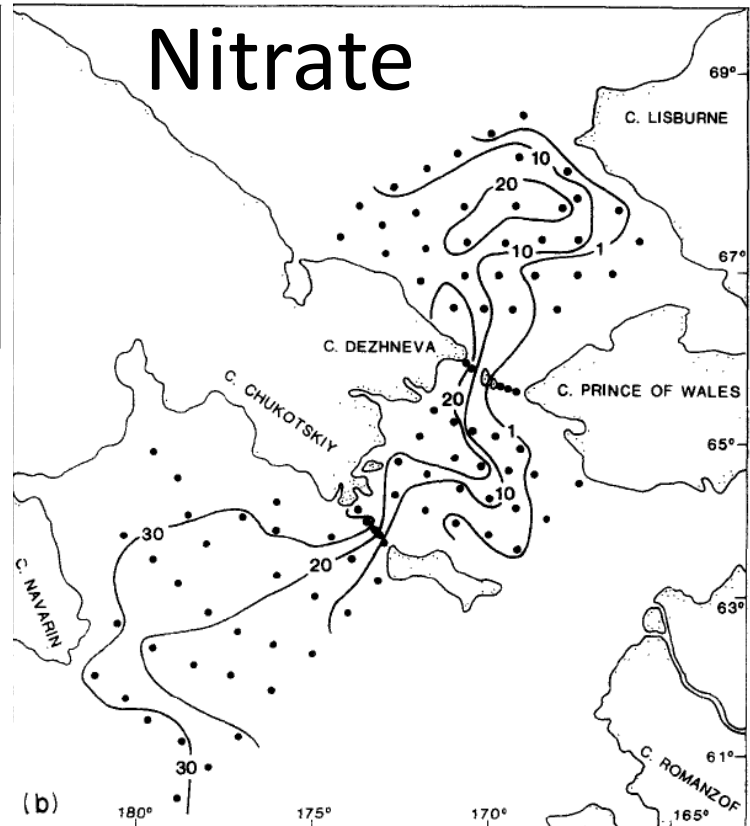 Nitrate
69°
C. LISBURNE
10
20
10
1
67°
C. DEZHNEVA
C. CHUKOTSKIY
20
C. PRINCE OF WALES
1
65°
10
30
20
C. NAVARIN
63°
61°
30
C. ROMANZOF
(b)
180°
175°
170°
165°